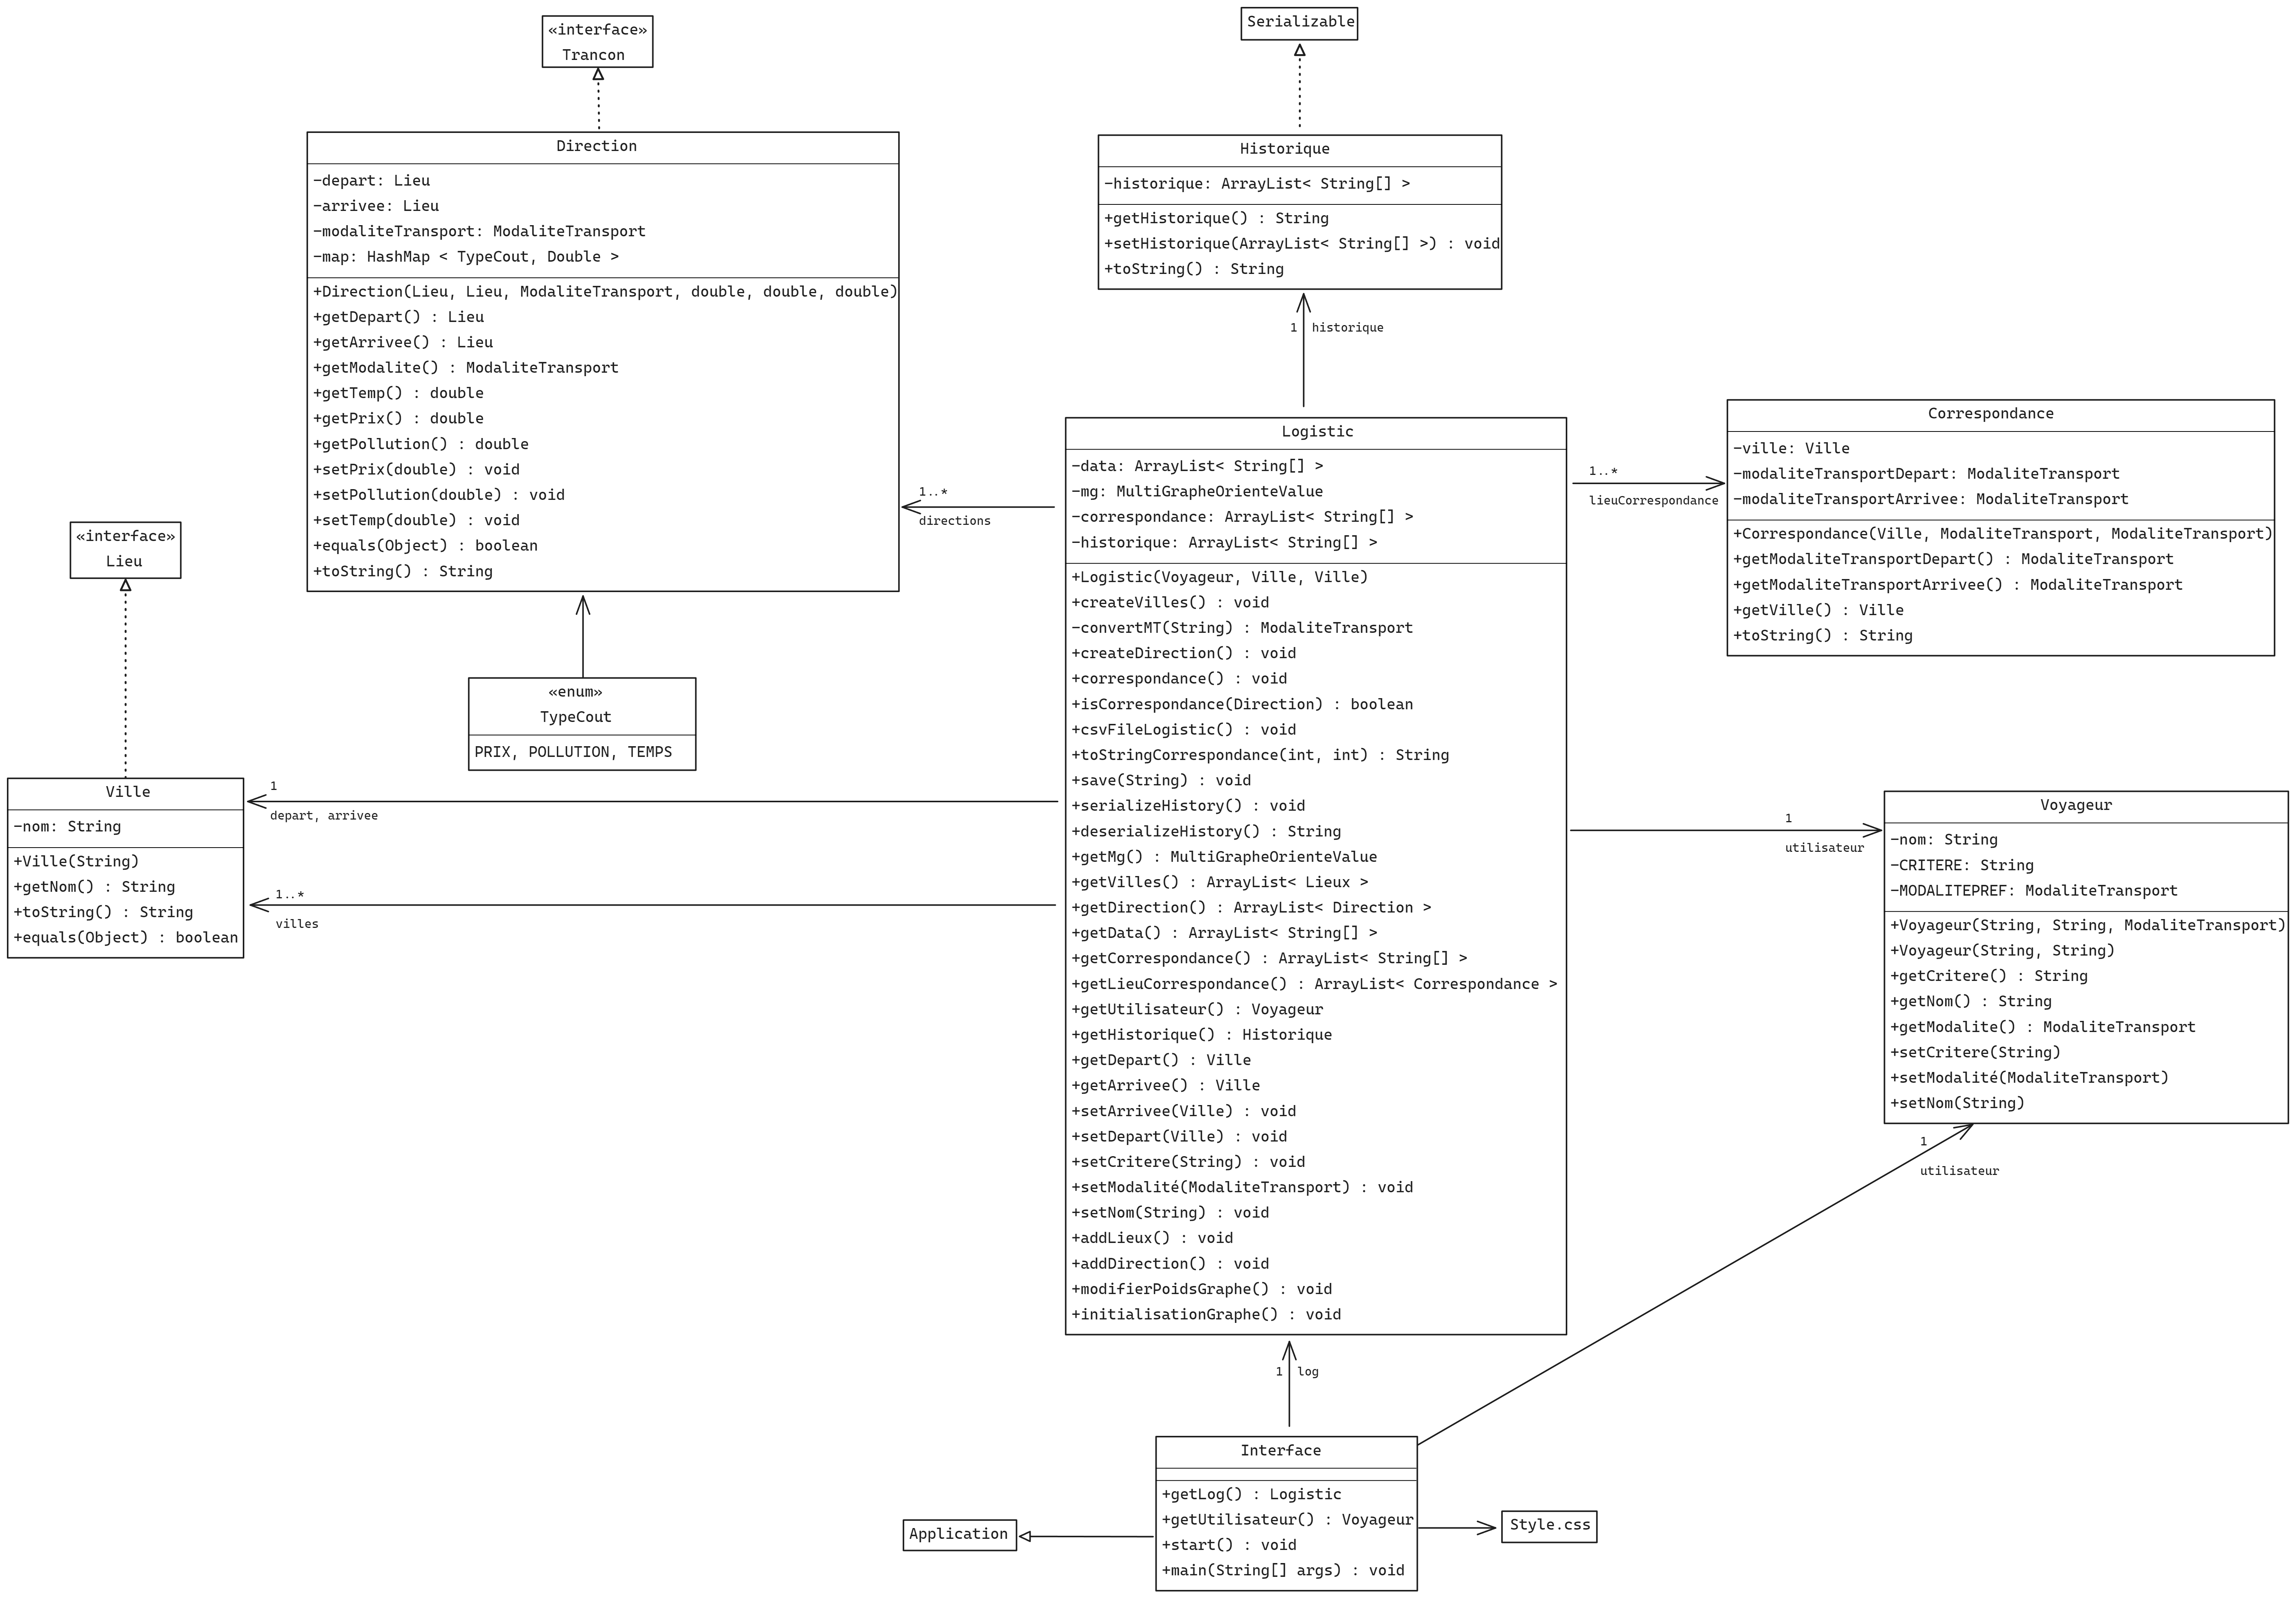 «interface»
Trancon
Serializable
Direction
-depart: Lieu
-arrivee: Lieu
-modaliteTransport: ModaliteTransport
-map: HashMap < TypeCout, Double >
+Direction(Lieu, Lieu, ModaliteTransport, double, double, double)
+getDepart() : Lieu
+getArrivee() : Lieu
+getModalite() : ModaliteTransport
+getTemp() : double
+getPrix() : double
+getPollution() : double
+setPrix(double) : void
+setPollution(double) : void
+setTemp(double) : void
+equals(Object) : boolean
+toString() : String
Historique
-historique: ArrayList< String[] >
+getHistorique() : String
+setHistorique(ArrayList< String[] >) : void
+toString() : String
1 historique
1..*
directions
1..*
lieuCorrespondance
Correspondance
-ville: Ville
-modaliteTransportDepart: ModaliteTransport
-modaliteTransportArrivee: ModaliteTransport
+Correspondance(Ville, ModaliteTransport, ModaliteTransport)
+getModaliteTransportDepart() : ModaliteTransport
+getModaliteTransportArrivee() : ModaliteTransport
+getVille() : Ville
+toString() : String
«interface»
Lieu
«enum»
TypeCout
PRIX, POLLUTION, TEMPS
Logistic
-data: ArrayList< String[] >
-mg: MultiGrapheOrienteValue
-correspondance: ArrayList< String[] >
-historique: ArrayList< String[] >
+Logistic(Voyageur, Ville, Ville)
+createVilles() : void
-convertMT(String) : ModaliteTransport
+createDirection() : void
+correspondance() : void
+isCorrespondance(Direction) : boolean
+csvFileLogistic() : void
+toStringCorrespondance(int, int) : String
+save(String) : void
+serializeHistory() : void
+deserializeHistory() : String
+getMg() : MultiGrapheOrienteValue
+getVilles() : ArrayList< Lieux >
+getDirection() : ArrayList< Direction >
+getData() : ArrayList< String[] >
+getCorrespondance() : ArrayList< String[] >
+getLieuCorrespondance() : ArrayList< Correspondance >
+getUtilisateur() : Voyageur
+getHistorique() : Historique
+getDepart() : Ville
+getArrivee() : Ville
+setArrivee(Ville) : void
+setDepart(Ville) : void
+setCritere(String) : void
+setModalité(ModaliteTransport) : void
+setNom(String) : void
+addLieux() : void
+addDirection() : void
+modifierPoidsGraphe() : void
+initialisationGraphe() : void
Ville
-nom: String
+Ville(String)
+getNom() : String
+toString() : String
+equals(Object) : boolean
1
depart, arrivee
1..*
villes
1
utilisateur
Voyageur
-nom: String
-CRITERE: String
-MODALITEPREF: ModaliteTransport
+Voyageur(String, String, ModaliteTransport)
+Voyageur(String, String)
+getCritere() : String
+getNom() : String
+getModalite() : ModaliteTransport
+setCritere(String)
+setModalité(ModaliteTransport)
+setNom(String)
1
utilisateur
1 log
Interface
+getLog() : Logistic
+getUtilisateur() : Voyageur
+start() : void
+main(String[] args) : void
Application
Style.css